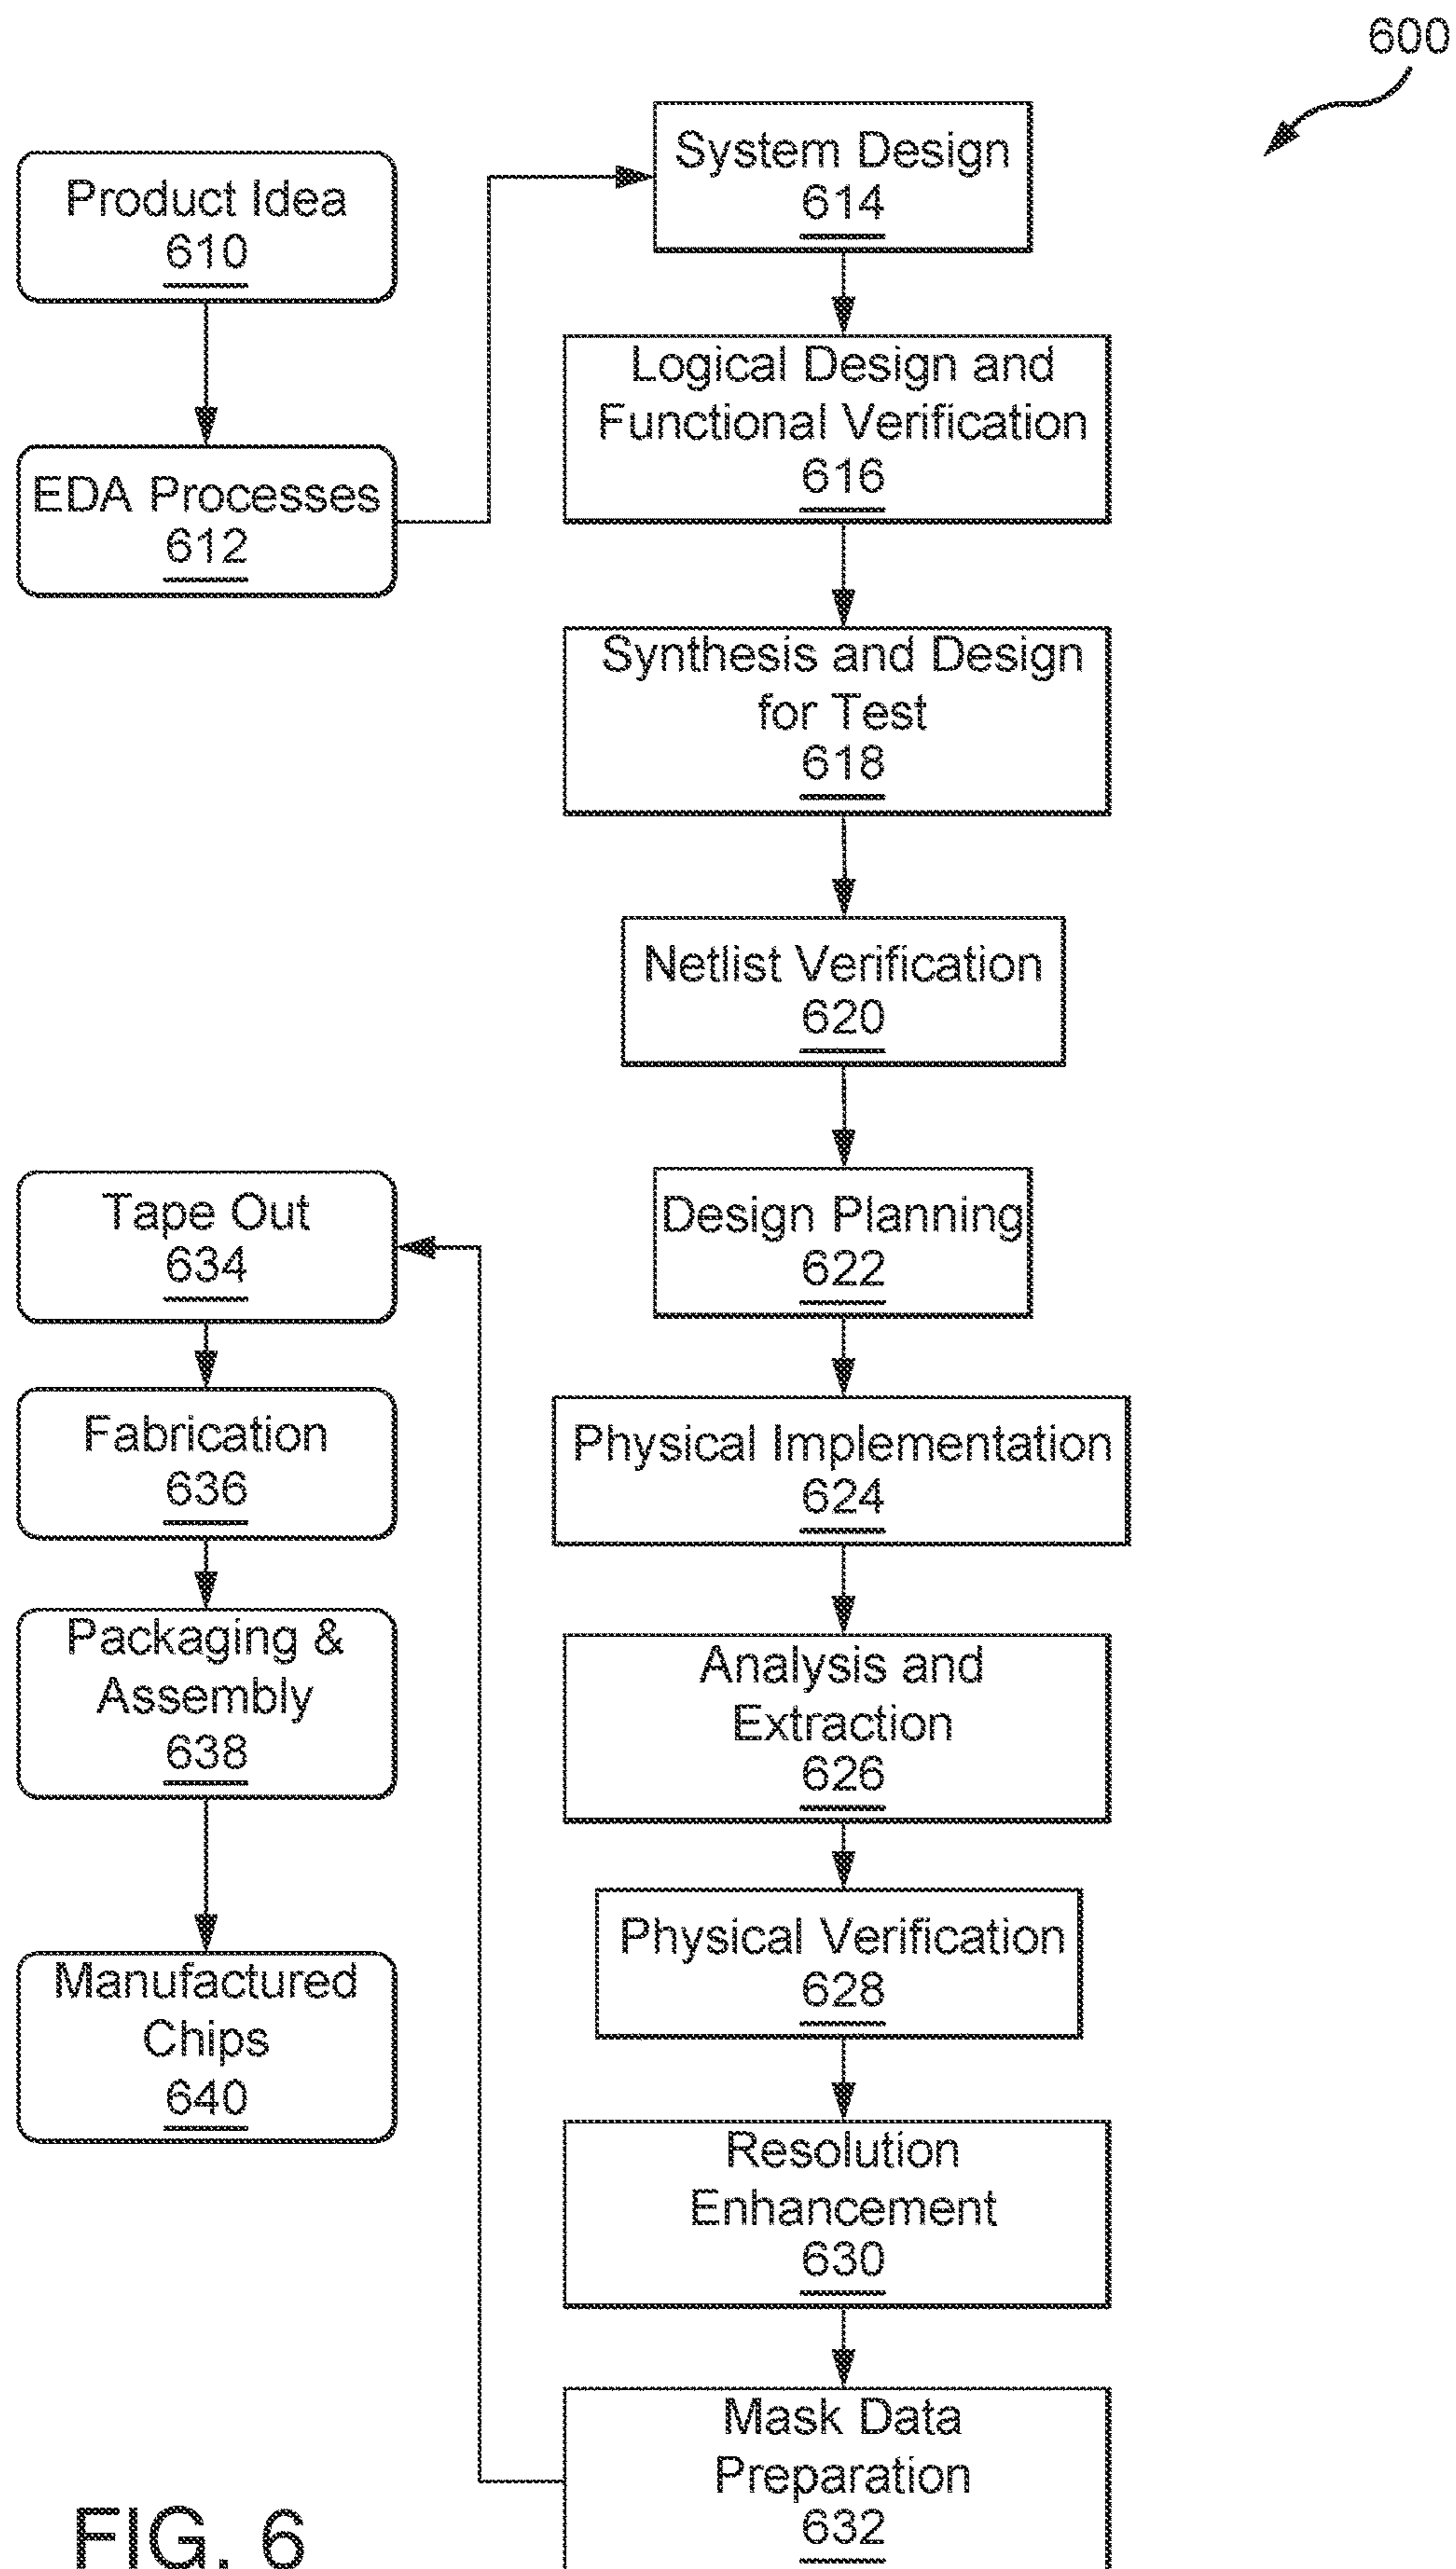 600
Product Idea
610
EDA Processes
612
System Design
614
Logical Design and
Functional Verification
616
Synthesis and Design
for Test
618
Netlist Verification
620
Design Planning
622
Physical Implementation
624
Analysis and
Extraction
626
Physical Verification
628
Resolution
Enhancement
630
Mask Data
Preparation
632
Tape Out
634
Fabrication
636
Packaging &
Assembly
638
Manufactured
Chips
640
FIG. 6